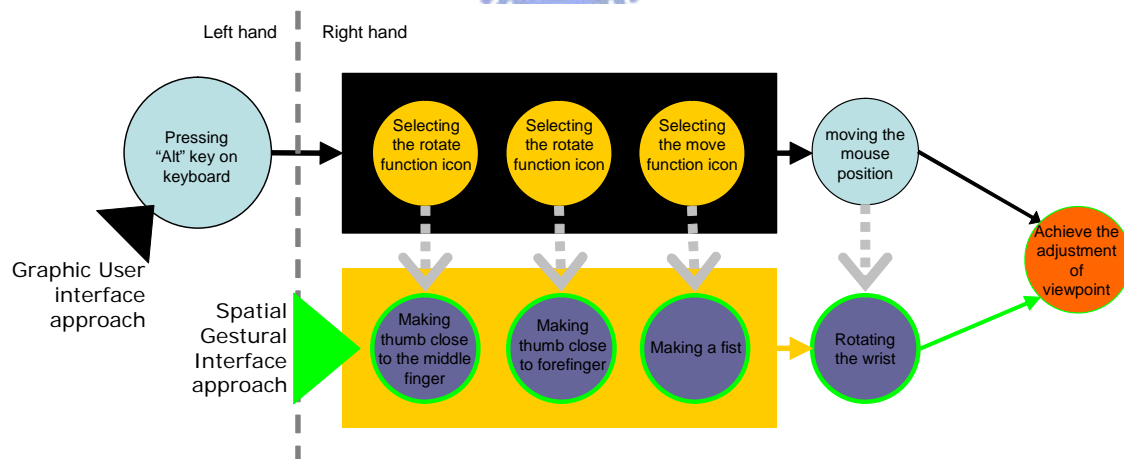 Left hand
Right hand
Pressing
“Alt” key on
keyboard
Selecting
the rotate
function icon
Selecting
the rotate
function icon
Selecting
the move
function icon
moving the
mouse
position
Achieve the
adjustment
of
viewpoint
Graphic User
interface
approach
Spatial
Gestural
Interface
approach
Making
thumb close
to the middle
finger
Making
thumb close
to forefinger
Making a fist
Rotating
the wrist